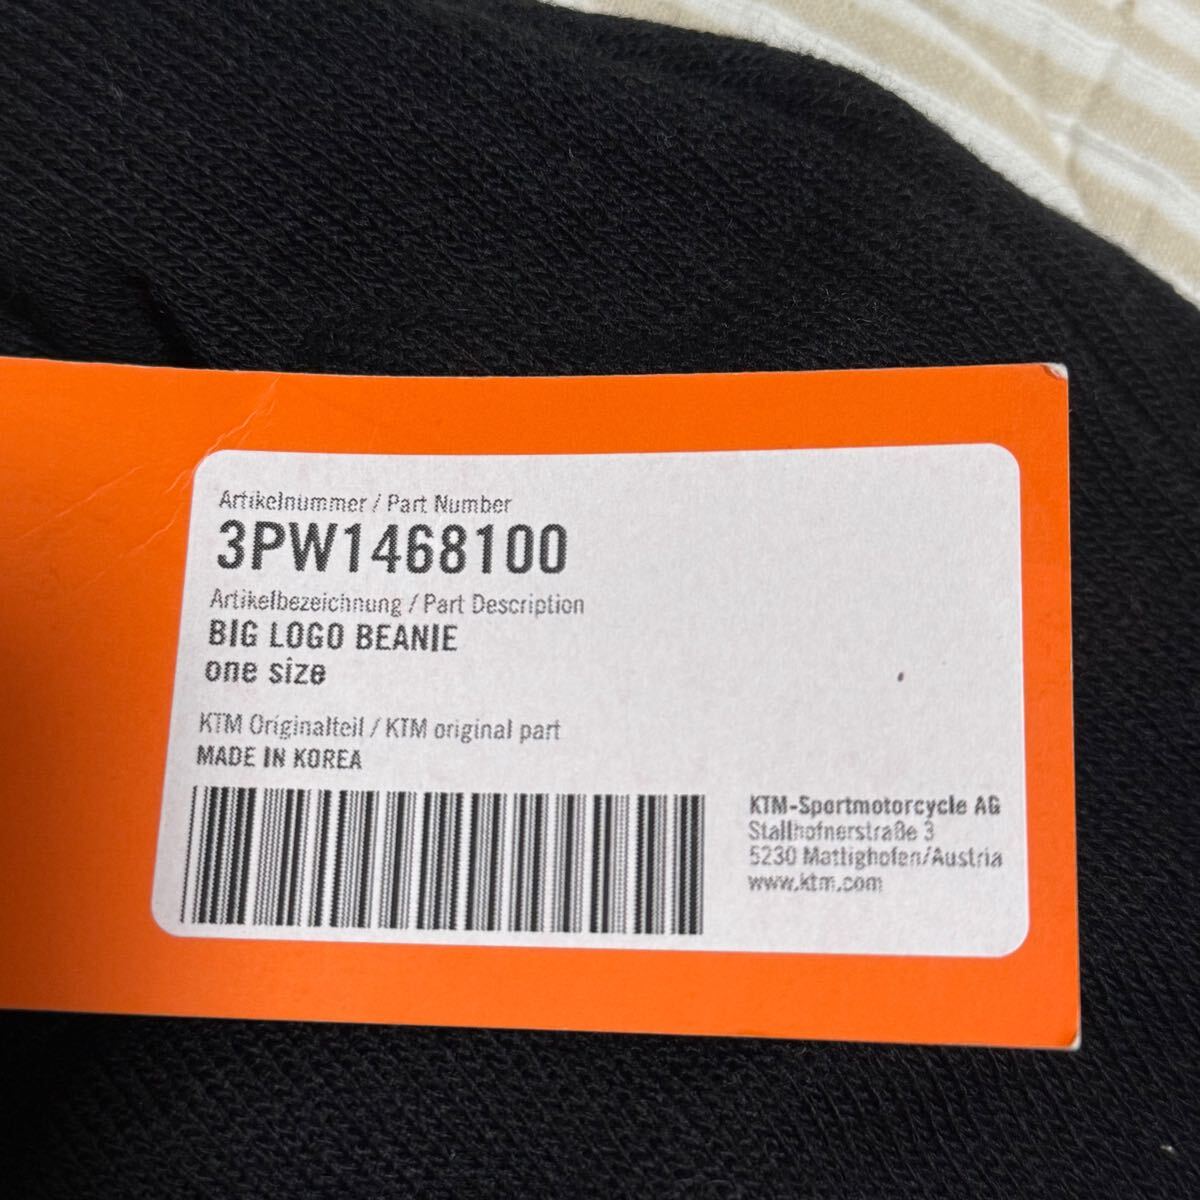 Artikelnummer / Part Number
3PW1468100
Artikelbezeichnung / Part Description
BIG LOGO BEANIE
one size
KTM Originalteil / KTM original part
MADE IN KOREA
KTM-Sportmotorcycle AG
Stallhofnerstraße 3
5230 Mattighofen/Austria
www.ktm.com